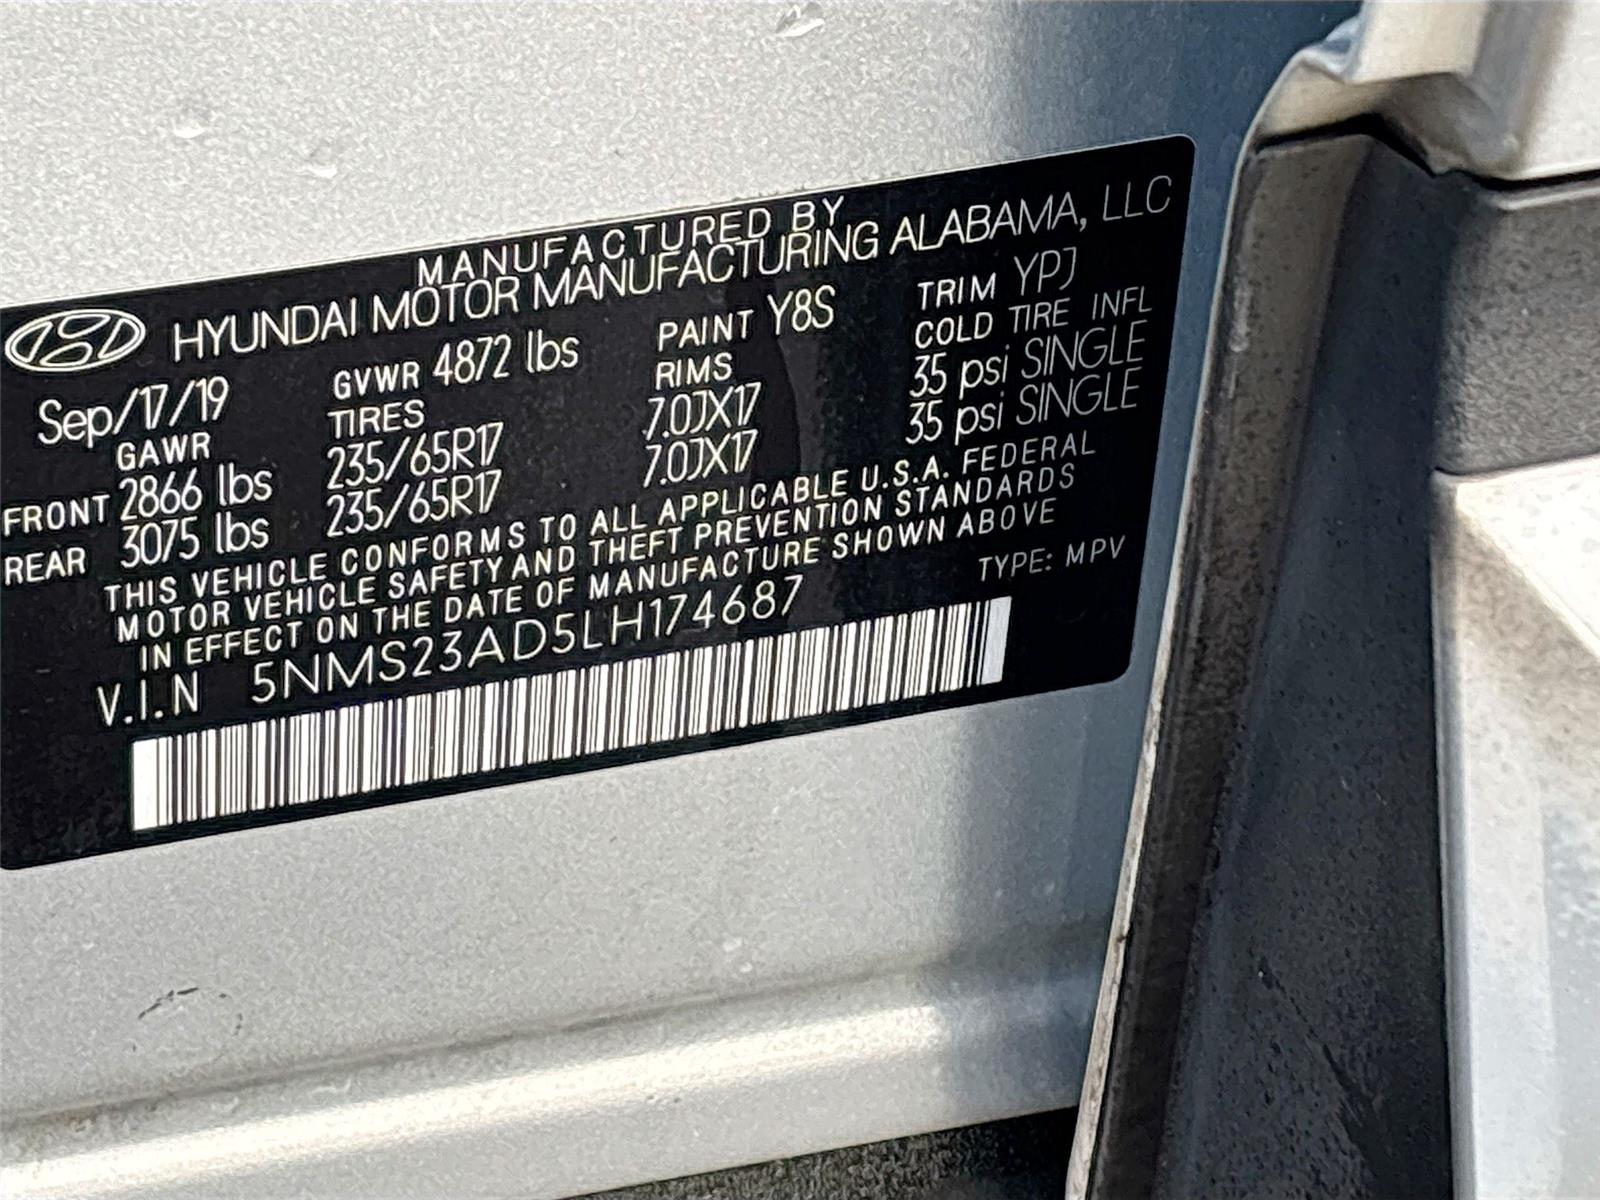 MANUFACTURED BY
HYUNDAI MOTOR MANUFACTURING ALABAMA, LLC
Sep/17/19 GVWR 4872 lbs PAINT Y8S TRIM YPJ
GAWR TIRES RIMS COLD TIRE INFL
FRONT 2866 lbs 235/65R17 7.0JX17 35 psi SINGLE
REAR 3075 lbs 235/65R17 7.0JX17 35 psi SINGLE
THIS VEHICLE CONFORMS TO ALL APPLICABLE U.S.A. FEDERAL
MOTOR VEHICLE SAFETY AND THEFT PREVENTION STANDARDS
IN EFFECT ON THE DATE OF MANUFACTURE SHOWN ABOVE
V.I.N 5NMS23AD5LH174687 TYPE: MPV